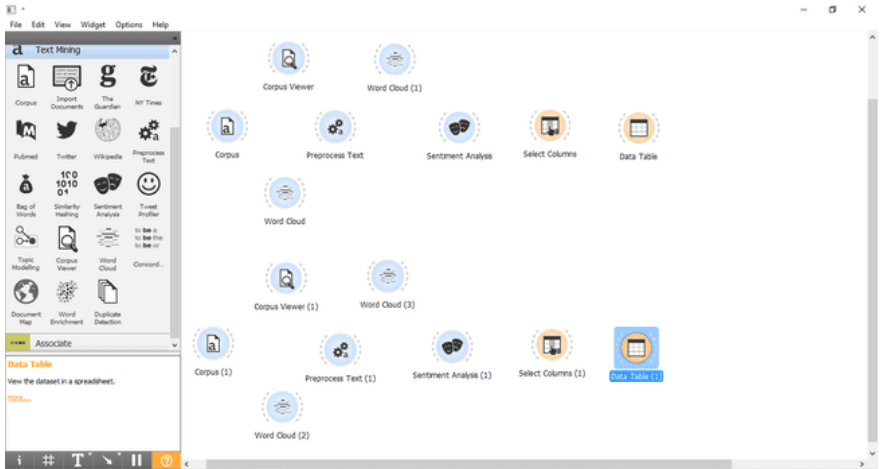 File Edit View Widget Options Help
a Text Mining
Corpus Import Documents The Guardian NY Times
Pubmed Twitter Wikipedia Preprocess Text
Bag of Words Similarity Hashing Sentiment Analysis Tweet Profiler
Topic Modeling Corpus Viewer Word Cloud Concord...
Document Map Word Enrichment Duplicate Detection
Associate
Data Table
View the dataset in a spreadsheet.
more...
Corpus Viewer Word Cloud (1)
Corpus Preprocess Text Sentiment Analysis Select Columns Data Table
Word Cloud
Corpus Viewer (1) Word Cloud (3)
Corpus (1) Preprocess Text (1) Sentiment Analysis (1) Select Columns (1) Data Table (1)
Word Cloud (2)